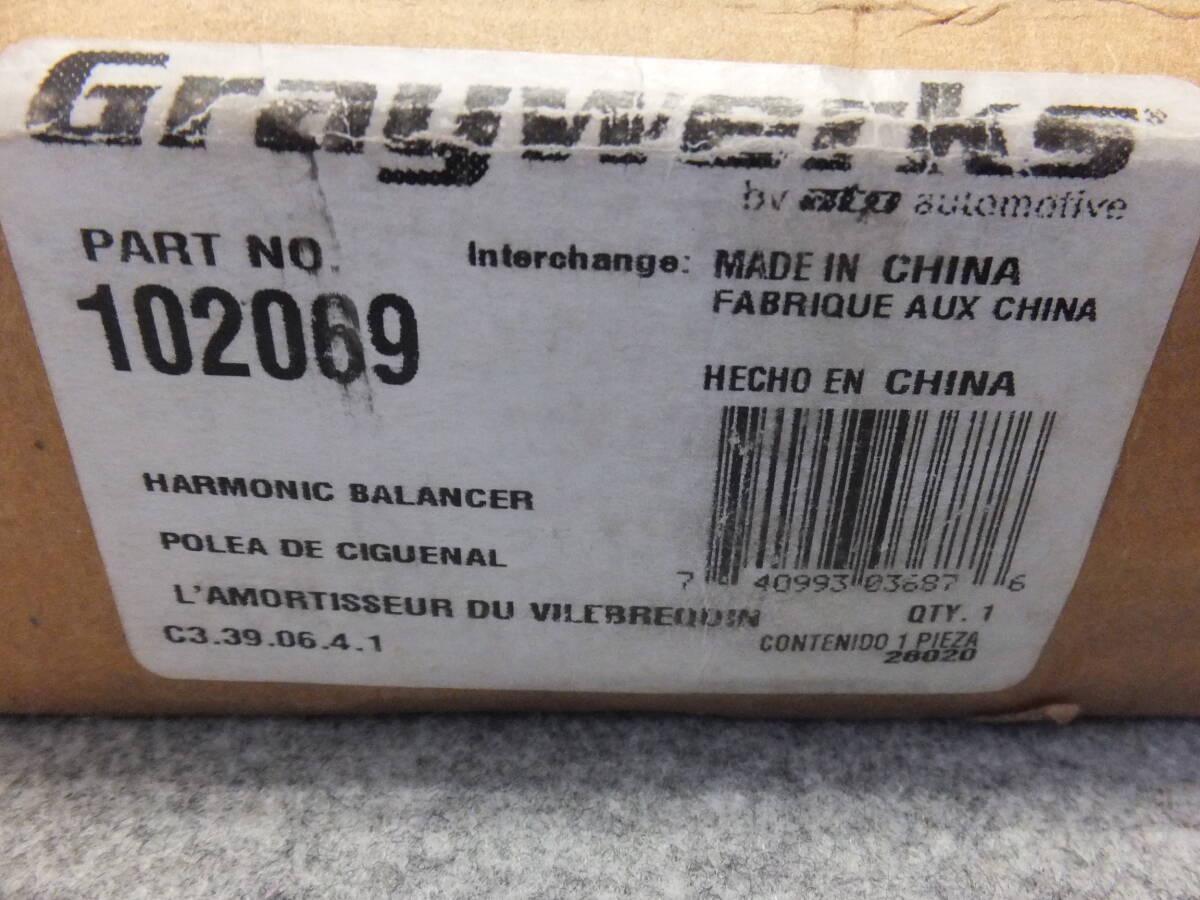 Graywerks®
by atp automotive
PART NO.
102069
Interchange:
MADE IN CHINA
FABRIQUE AUX CHINA
HECHO EN CHINA
HARMONIC BALANCER
POLEA DE CIGUENAL
L'AMORTISSEUR DU VILEBREQUIN
C3.39.06.4.1
7 40993 03687 6
QTY. 1
CONTENIDO 1 PIEZA
26020